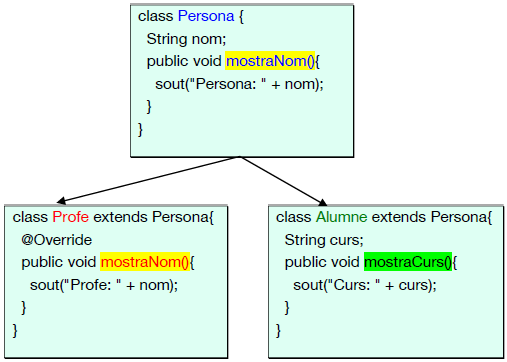 class Persona {
String nom;
public void mostraNom(){
sout("Persona: " + nom);
}
}
class Profe extends Persona{
@Override
public void mostraNom(){
sout("Profe: " + nom);
}
}
class Alumne extends Persona{
String curs;
public void mostraCurs(){
sout("Curs: " + curs);
}
}